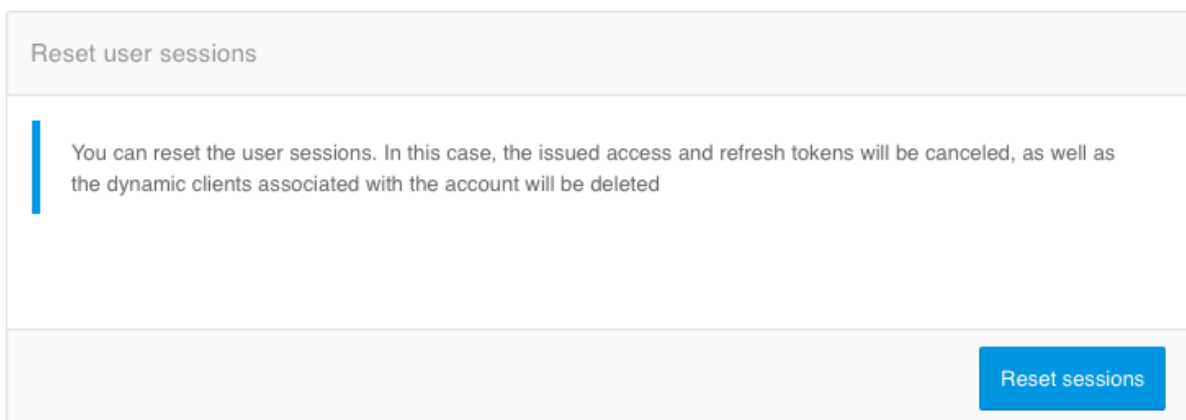 Reset user sessions
You can reset the user sessions. In this case, the issued access and refresh tokens will be canceled, as well as
the dynamic clients associated with the account will be deleted
Reset sessions